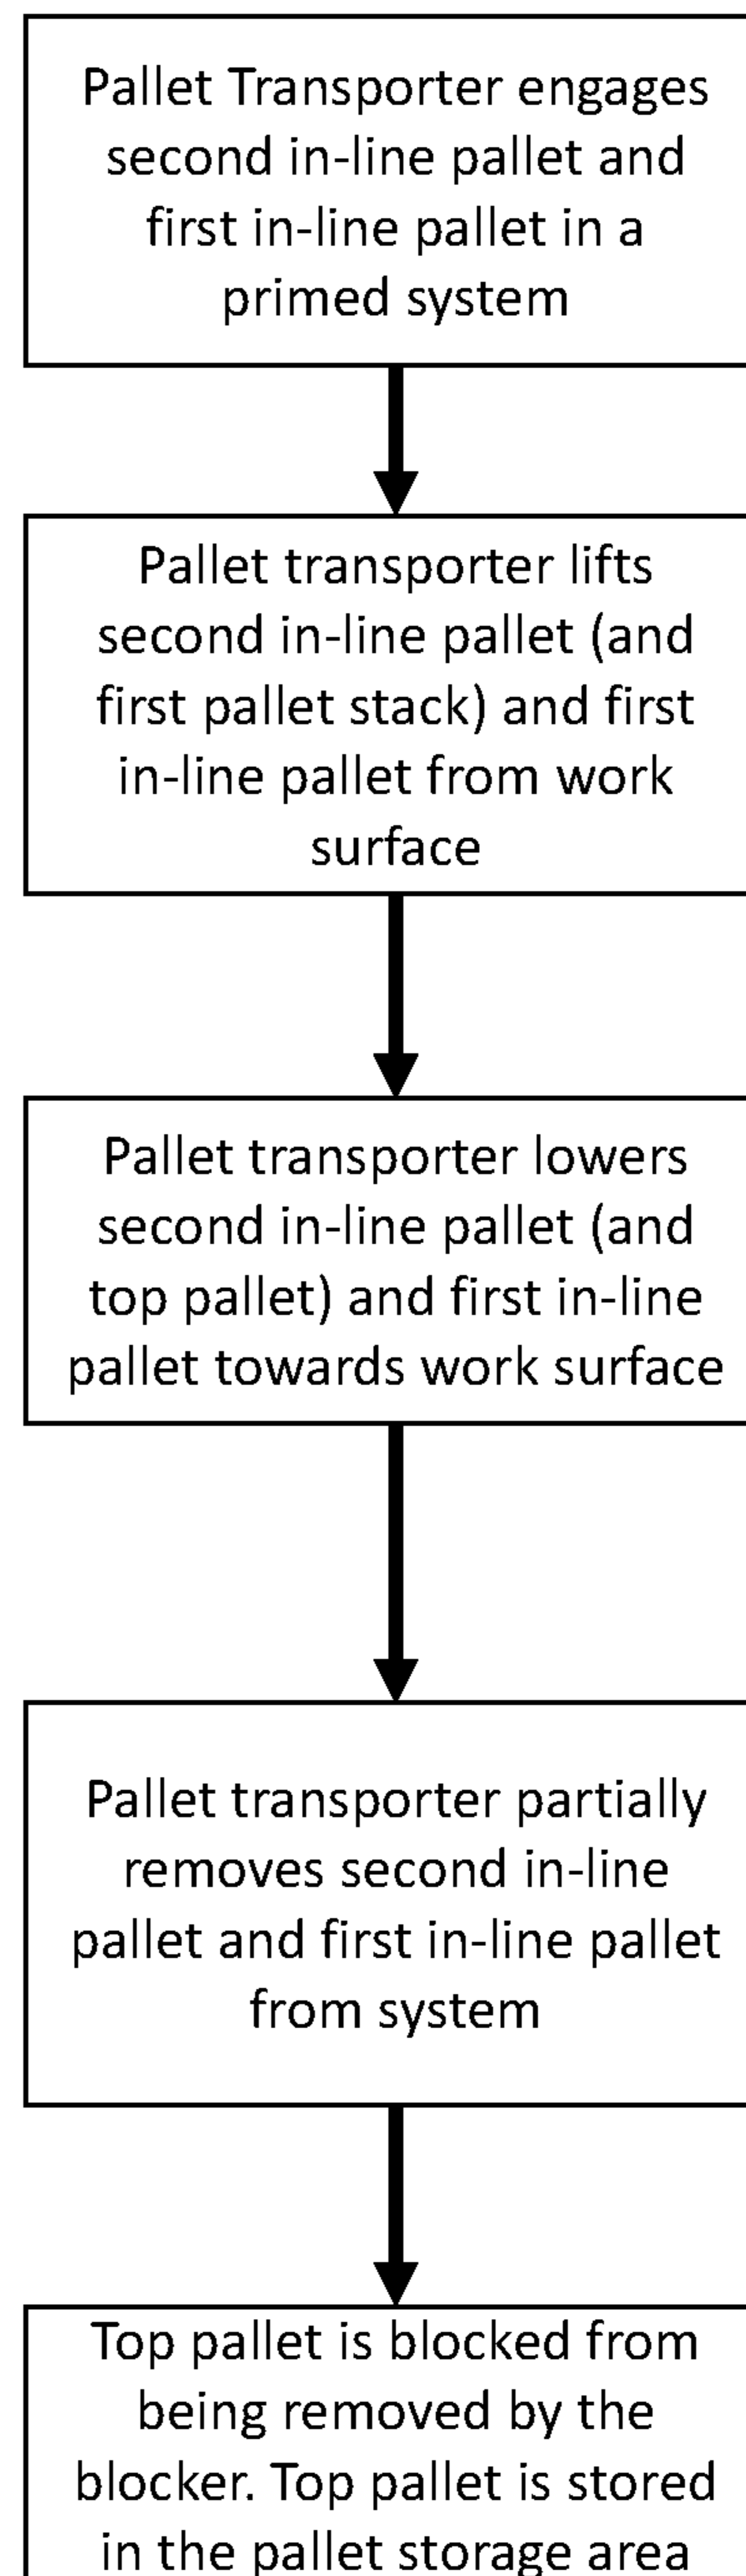 Pallet Transporter engages
second in-line pallet and
first in-line pallet in a
primed system
Pallet transporter lifts
second in-line pallet (and
first pallet stack) and first
in-line pallet from work
surface
Pallet transporter lowers
second in-line pallet (and
top pallet) and first in-line
pallet towards work surface
Pallet transporter partially
removes second in-line
pallet and first in-line pallet
from system
Top pallet is blocked from
being removed by the
blocker. Top pallet is stored
in the pallet storage area